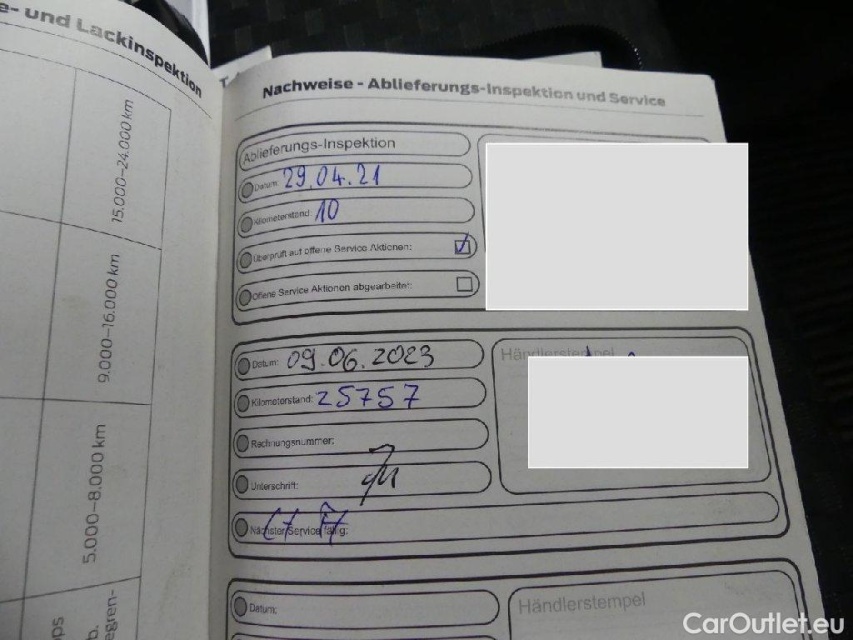 e- und Lackinspektion
15.000–24.000 km
9.000–16.000 km
5.000–8.000 km
Nachweise - Ablieferungs-Inspektion und Service
Ablieferungs-Inspektion
Datum: 29.04.21
Kilometerstand: 10
Überprüft auf offene Service Aktionen:
Offene Service Aktionen abgearbeitet:
Datum: 09.06.2023
Händlerstempel
Kilometerstand: 25757
Rechnungsnummer:
Unterschrift:
Nächster Service fällig:
Datum:
Händlerstempel
CarOutlet.eu